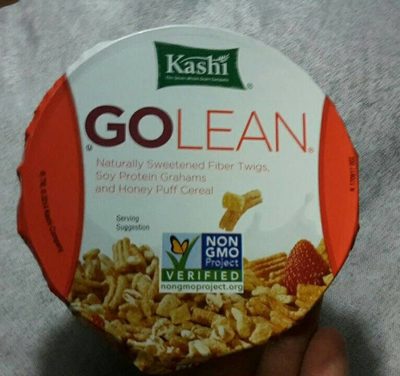 Kashi
®
GOLEAN®
Naturally Sweetened Fiber Twigs,
Soy Protein Grahams
and Honey Puff Cereal
Serving
Suggestion
NON
GMO
Project
VERIFIED
nongmoproject.org